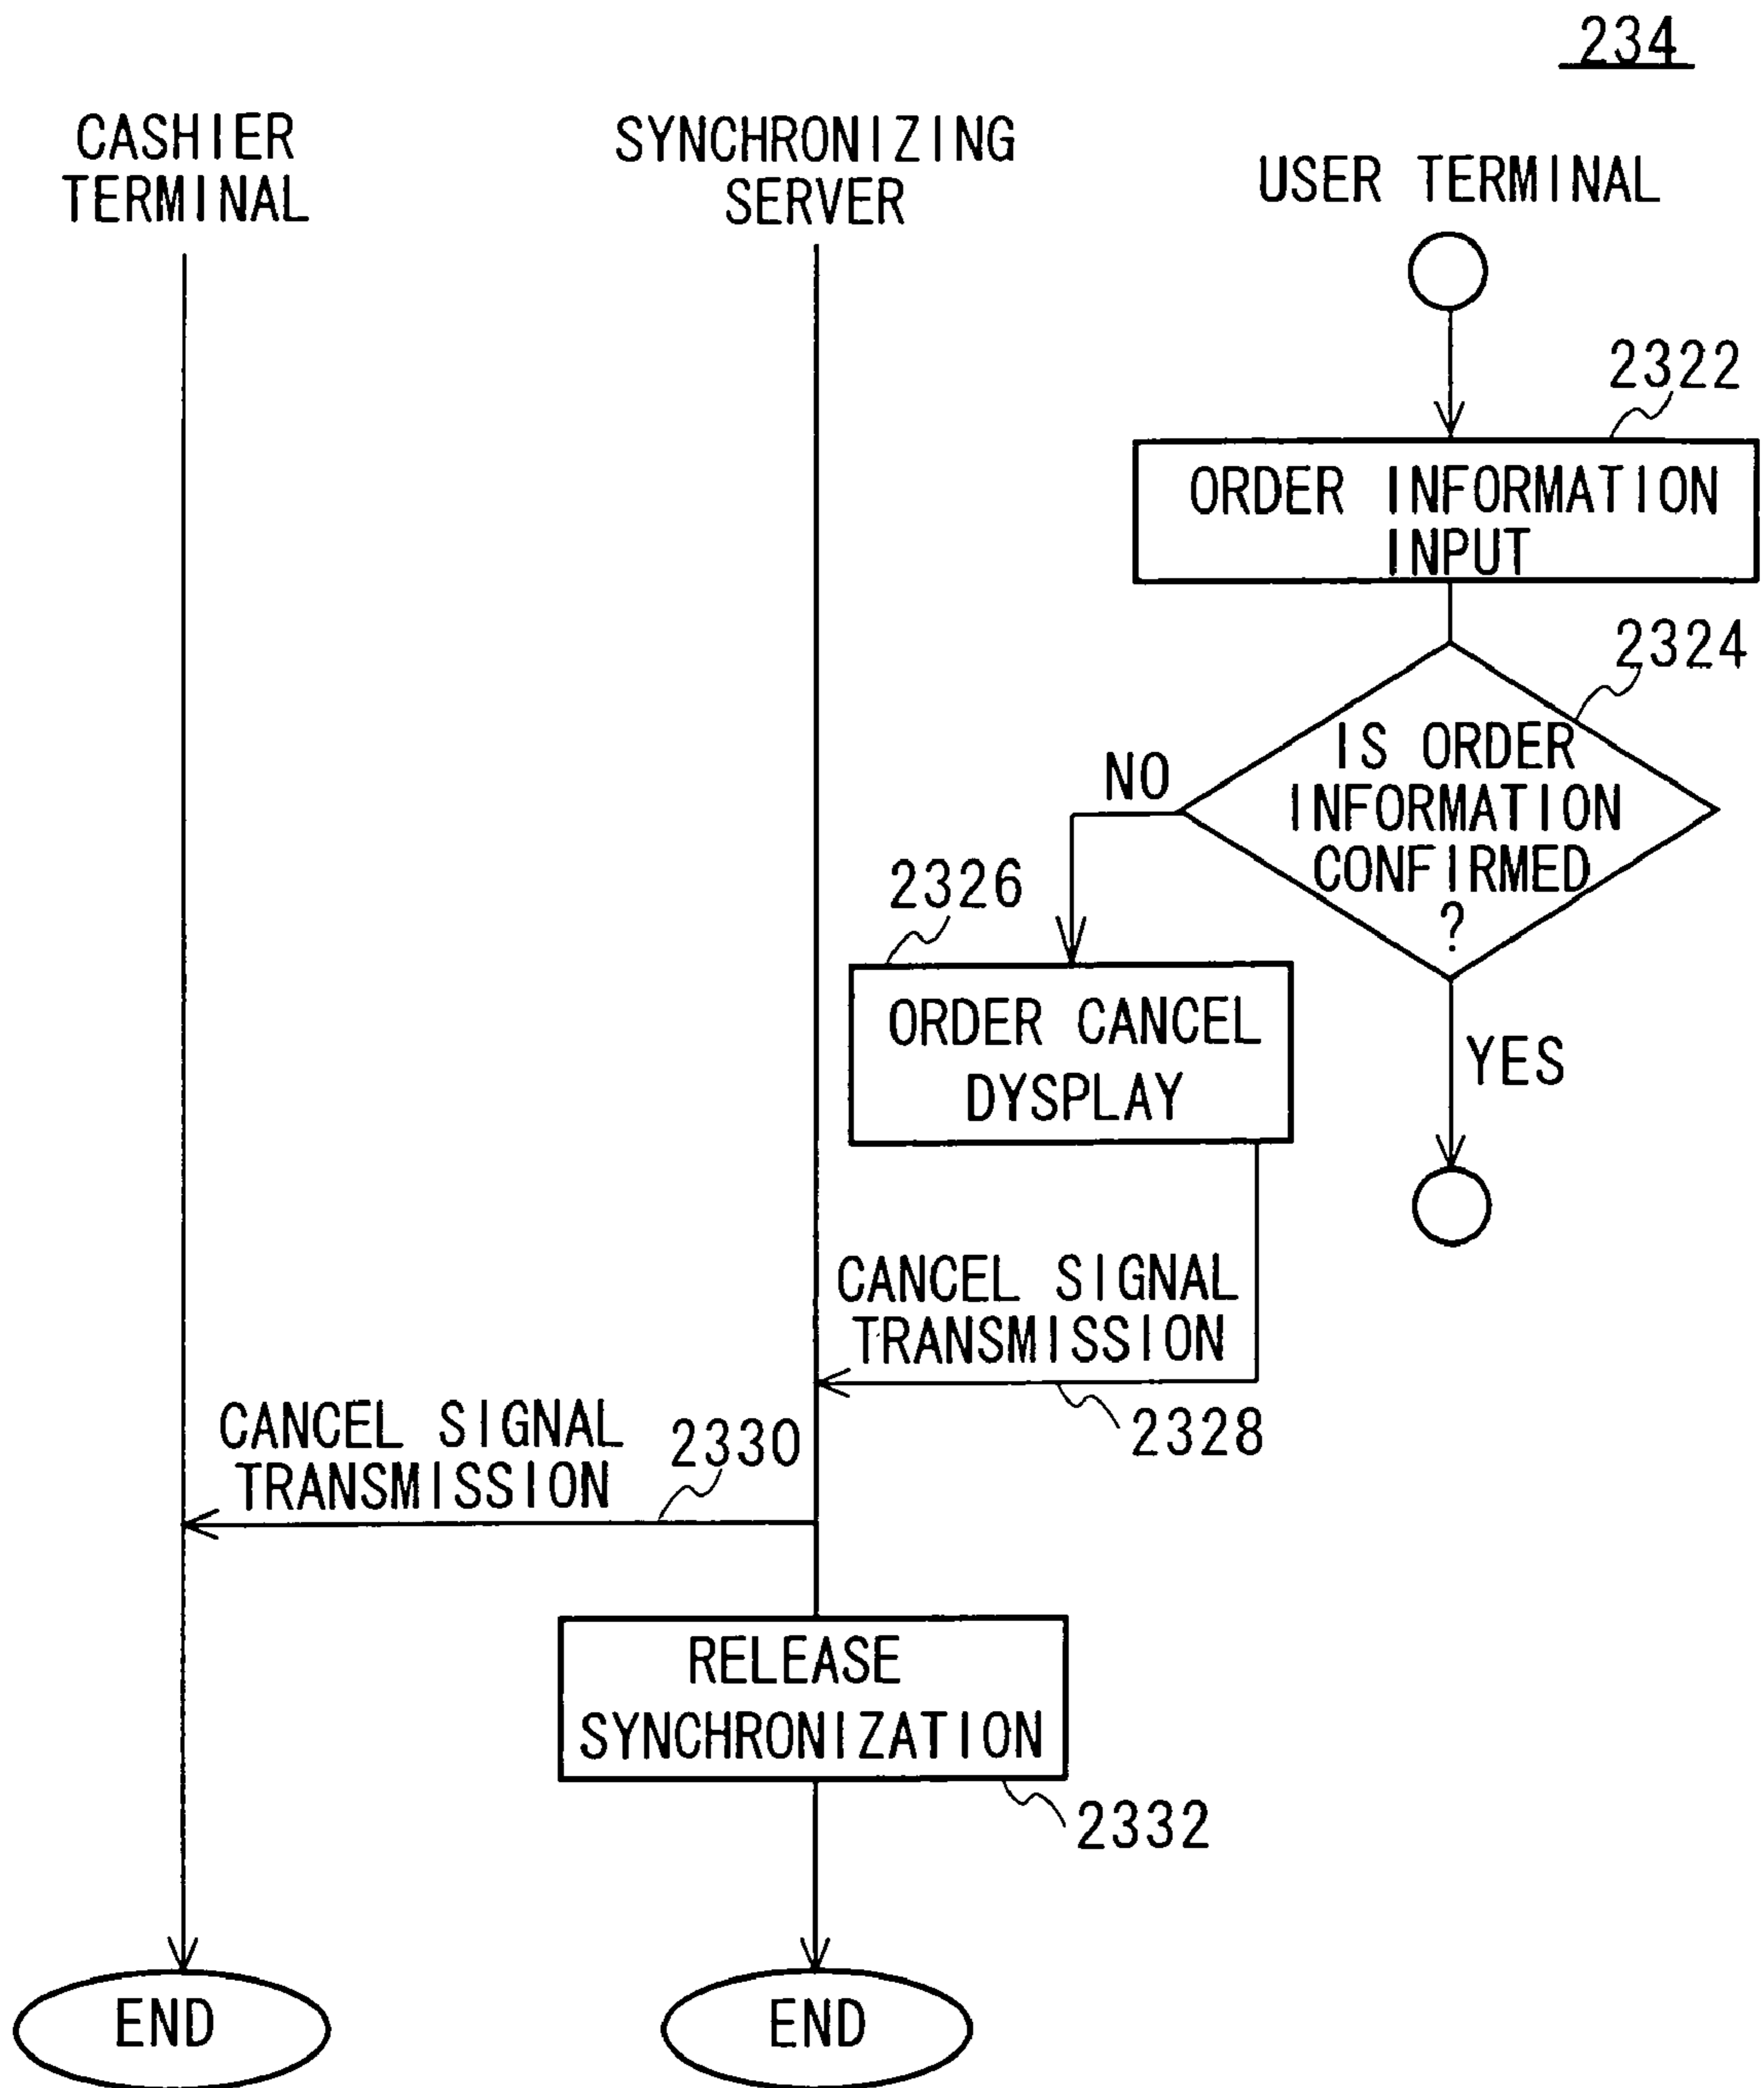 234
CASHIER
TERMINAL
SYNCHRONIZING
SERVER
USER TERMINAL
2322
ORDER INFORMATION
INPUT
2324
IS ORDER
INFORMATION
CONFIRMED
?
NO
YES
2326
ORDER CANCEL
DYSPLAY
CANCEL SIGNAL
TRANSMISSION
2328
CANCEL SIGNAL
TRANSMISSION
2330
RELEASE
SYNCHRONIZATION
2332
END
END